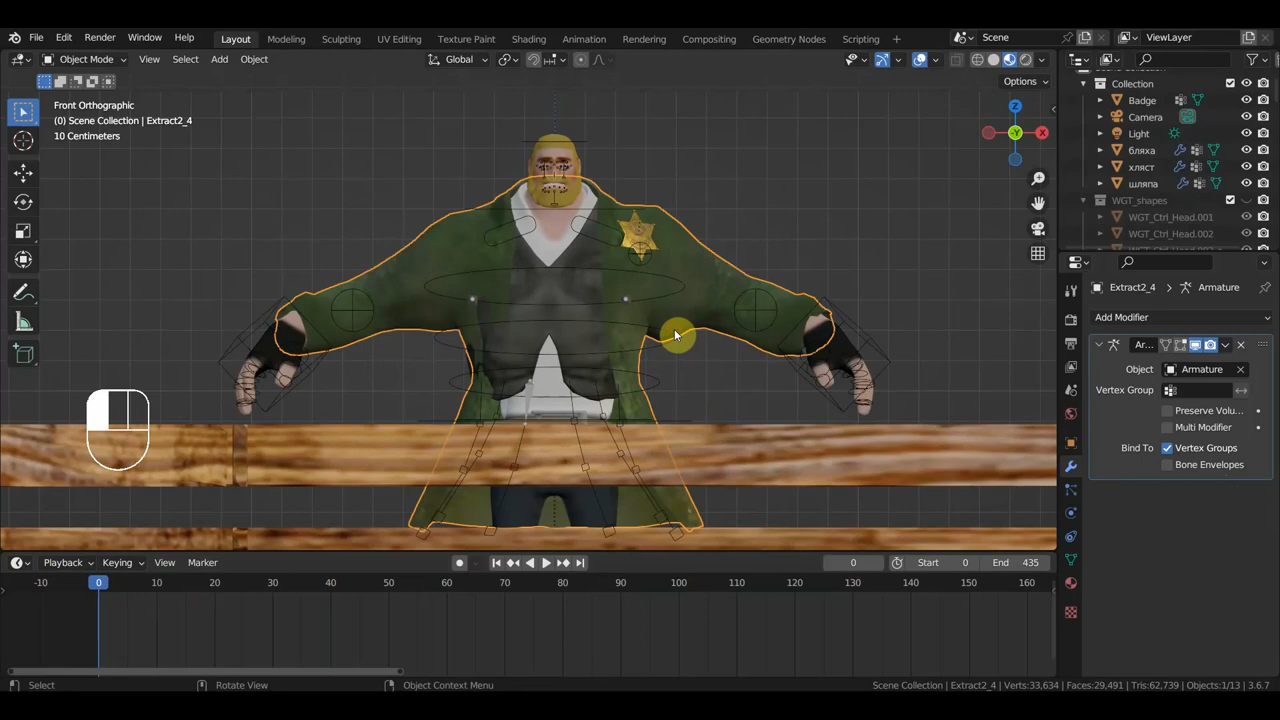 File Edit Render Window Help Layout Modeling Sculpting UV Editing Texture Paint Shading Animation Rendering Compositing Geometry Nodes Scripting + Scene ViewLayer
Object Mode View Select Add Object Global
Options
Front Orthographic
(0) Scene Collection | Extract2_4
10 Centimeters
Z
X
-Y
Collection
Badge
Camera
Light
бляха
хляст
шляпа
WGT_shapes
WGT_Ctrl_Head.001
WGT_Ctrl_Head.002
Extract2_4 > Armature
Add Modifier
Ar...
Object Armature
Vertex Group
Preserve Volu...
Multi Modifier
Bind To Vertex Groups
Bone Envelopes
Playback Keying View Marker 0 Start 0 End 435
-10 0 10 20 30 40 50 60 70 80 90 100 110 120 130 140 150 160
Select Rotate View Object Context Menu Scene Collection | Extract2_4 | Verts:33,634 | Faces:29,491 | Tris:62,739 | Objects:1/13 | 3.6.7